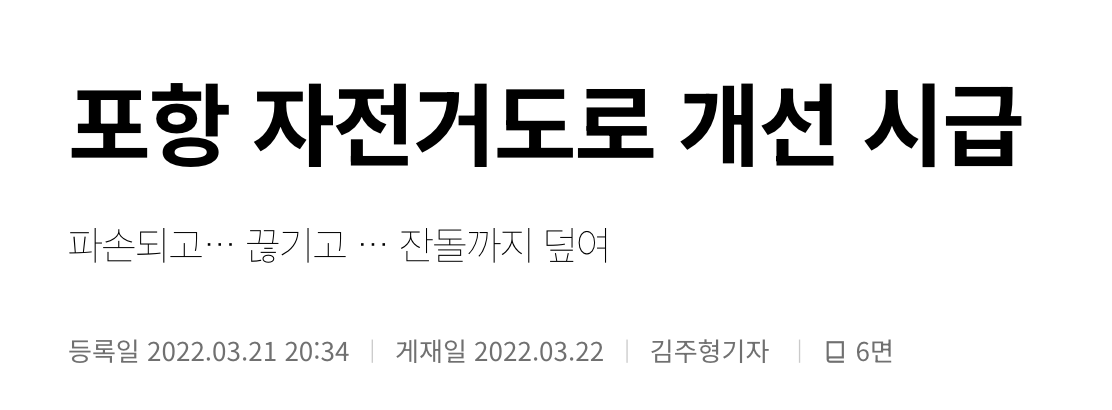 포항 자전거도로 개선 시급
파손되고… 끊기고 … 잔돌까지 덮여
등록일 2022.03.21 20:34 | 게재일 2022.03.22 | 김주형기자 | 6면